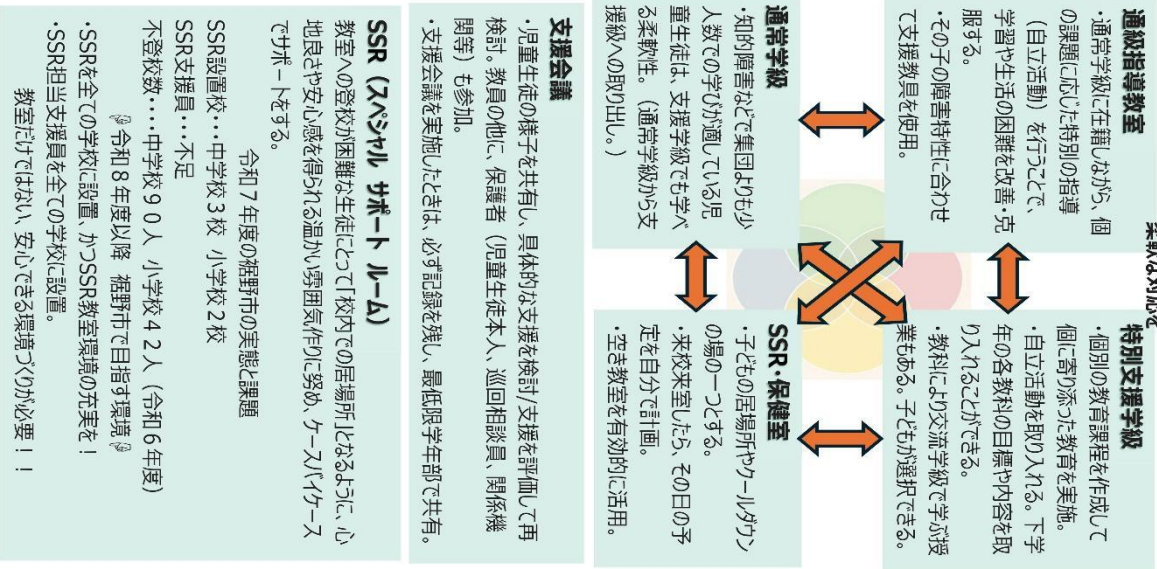 柔軟な対応を
通級指導教室
・通常学級に在籍しながら、個
の課題に応じた特別の指導
（自立活動）を行うことで、
学習や生活の困難を改善・克
服する。
・その子の障害特性に合わせ
て支援教具を使用。
特別支援学級
・個別の教育課程を作成して
個に寄り添った教育を実施。
・自立活動を取り入れる。下学
年の各教科の目標や内容を取
り入れることができる。
・教科により交流学級で学ぶ授
業もある。子どもが選択できる。
通常学級
・知的障害などで集団よりも少
人数での学びが適している児
童生徒は、支援学級でも学べ
る柔軟性。（通常学級から支
援級への取り出し。）
SSR・保健室
・子どもの居場所やクールダウン
の場の一つとする。
・来校来室したら、その日の予
定を自分で計画。
・空き教室を有効的に活用。
支援会議
・児童生徒の様子を共有し、具体的な支援を検討/支援を評価して再
検討。教員の他に、保護者（児童生徒本人、巡回相談員、関係機
関等）も参加。
・支援会議を実施したときは、必ず記録を残し、最低限学年部で共有。
SSR（スペシャル サポート ルーム）
教室への登校が困難な生徒にとって「校内での居場所」となるように、心
地良さや安心感を得られる温かい雰囲気作りに努め、ケースバイケース
でサポートをする。
令和７年度の裾野市の実態と課題
SSR設置校・・・中学校３校 小学校２校
SSR支援員・・・不足
不登校数・・・・中学校９０人 小学校４２人（令和６年度）
令和８年度以降 裾野市で目指す環境
・SSRを全ての学校に設置、かつSSR教室環境の充実を！
・SSR担当支援員を全ての学校に設置。
教室だけではない、安心できる環境づくりが必要！！